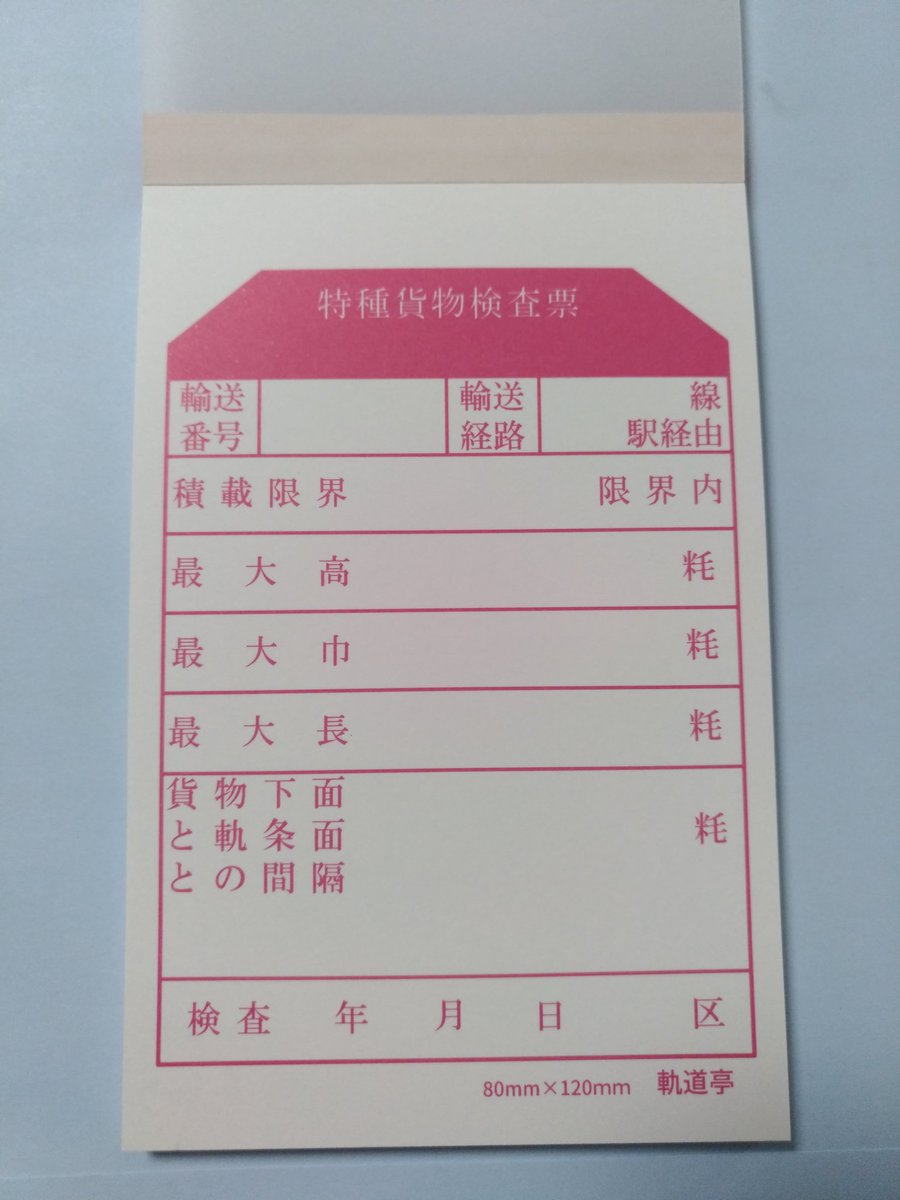 特種貨物検査票
輸送番号
輸送経路
線
駅経由
積載限界 限界内
最大高 粍
最大巾 粍
最大長 粍
貨物下面
と軌条面 粍
との間隔
検査 年 月 日 区
80mm×120mm 軌道亭